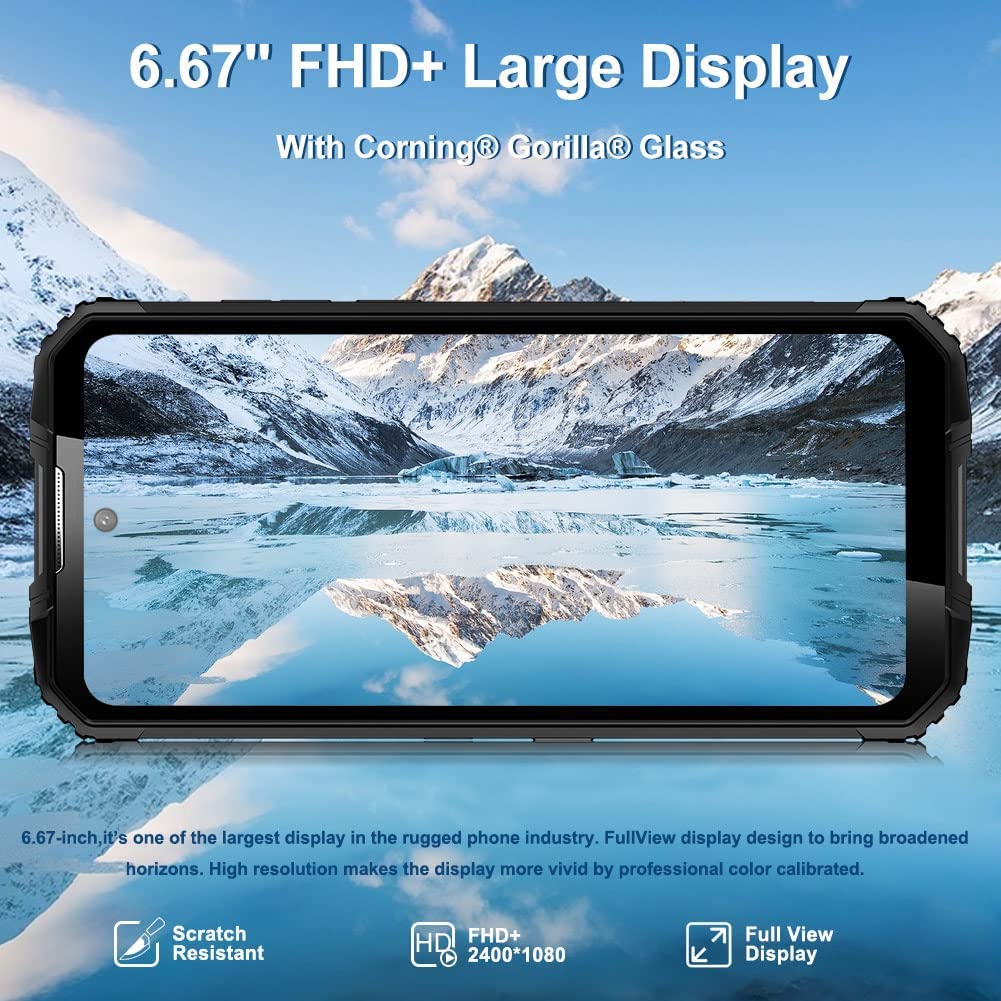 6.67" FHD+ Large Display
With Corning® Gorilla® Glass
6.67-inch,it's one of the largest display in the rugged phone industry. FullView display design to bring broadened
horizons. High resolution makes the display more vivid by professional color calibrated.
Scratch
Resistant
HD
FHD+
2400*1080
Full View
Display